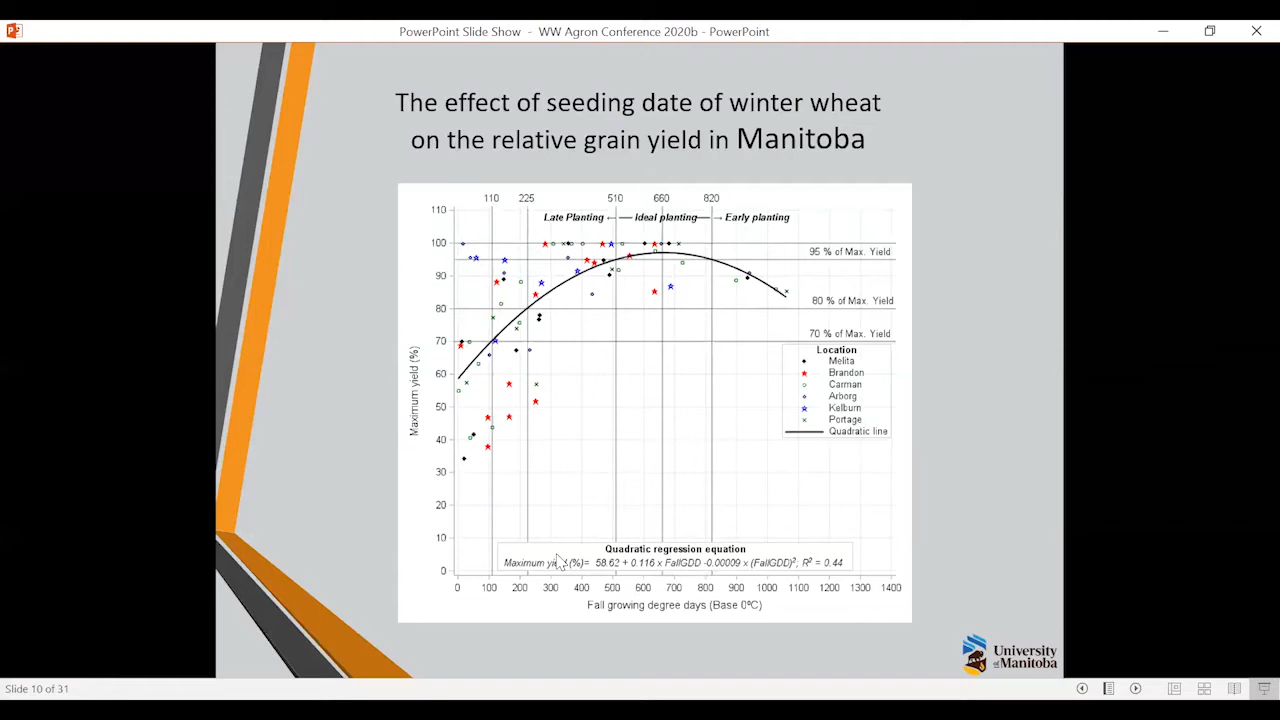 PowerPoint Slide Show - WW Agron Conference 2020b - PowerPoint
The effect of seeding date of winter wheat
on the relative grain yield in Manitoba
110 225 510 660 820
Late Planting ← Ideal planting → Early planting
110
100
90
80
70
60
50
40
30
20
10
0
Maximum yield (%)
95 % of Max. Yield
80 % of Max. Yield
70 % of Max. Yield
Location
Melita
Brandon
Carman
Arborg
Kelburn
Portage
Quadratic line
Quadratic regression equation
Maximum yield (%)= 58.62 + 0.116 x FallGDD -0.00009 x (FallGDD)²; R² = 0.44
0 100 200 300 400 500 600 700 800 900 1000 1100 1200 1300 1400
Fall growing degree days (Base 0ºC)
University
of Manitoba
Slide 10 of 31